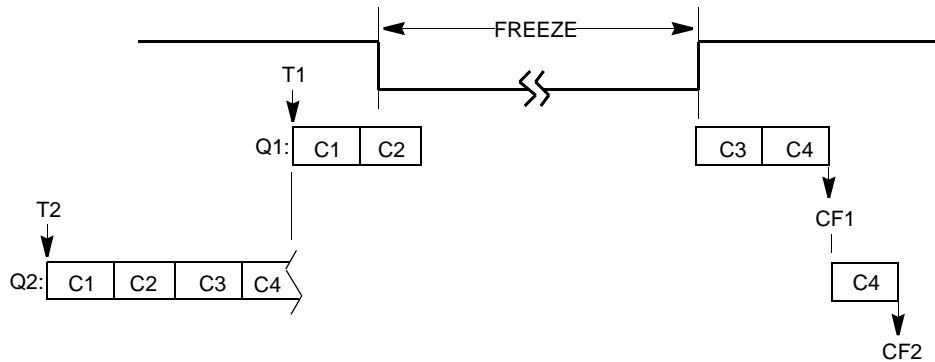 FREEZE
T1
Q1: C1 C2 C3 C4
CF1
T2
Q2: C1 C2 C3 C4 C4
CF2